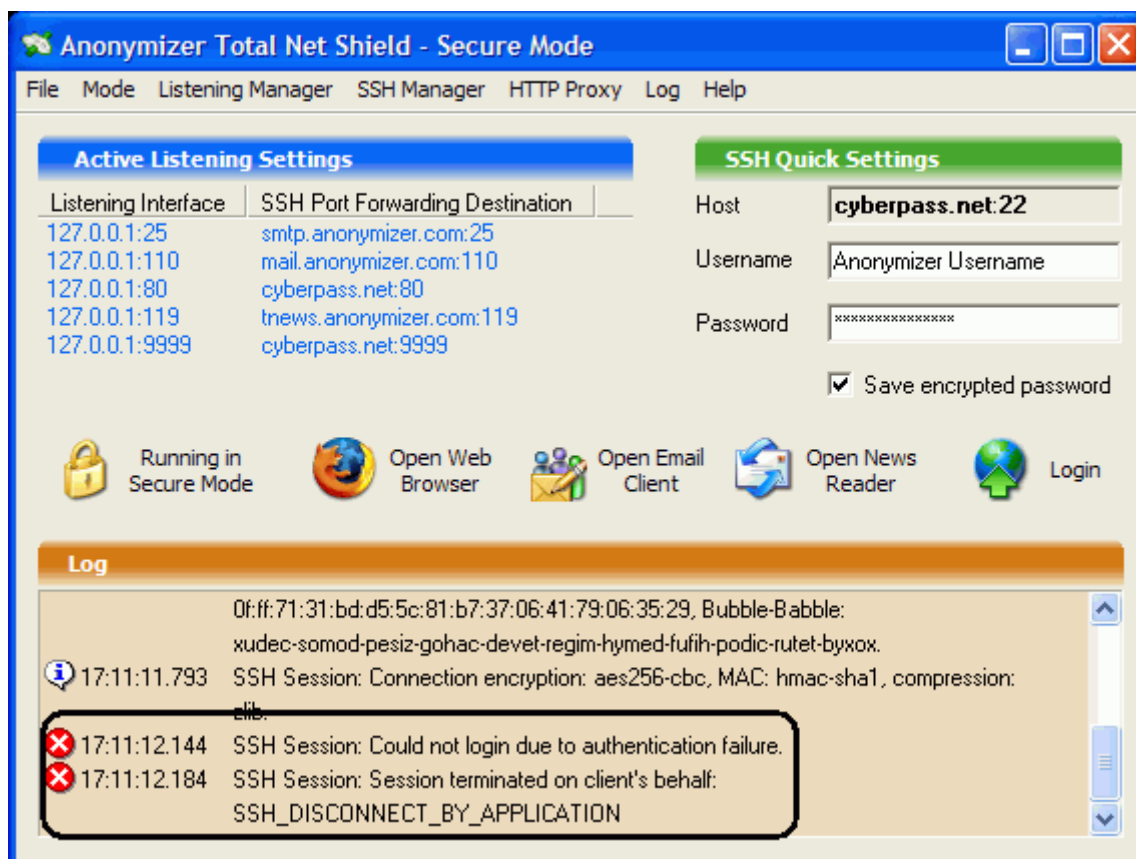 Anonymizer Total Net Shield - Secure Mode
File Mode Listening Manager SSH Manager HTTP Proxy Log Help
Active Listening Settings
Listening Interface SSH Port Forwarding Destination
127.0.0.1:25 smtp.anonymizer.com:25
127.0.0.1:110 mail.anonymizer.com:110
127.0.0.1:80 cyberpass.net:80
127.0.0.1:119 tnews.anonymizer.com:119
127.0.0.1:9999 cyberpass.net:9999
SSH Quick Settings
Host cyberpass.net:22
Username Anonymizer Username
Password ***************
Save encrypted password
Running in
Secure Mode
Open Web
Browser
Open Email
Client
Open News
Reader
Login
Log
0f:ff:71:31:bd:d5:5c:81:b7:37:06:41:79:06:35:29, Bubble-Babble:
xudec-somod-pesiz-gohac-devet-regim-hymed-fufih-podic-rutet-byxox.
17:11:11.793 SSH Session: Connection encryption: aes256-cbc, MAC: hmac-sha1, compression:
zlib.
17:11:12.144 SSH Session: Could not login due to authentication failure.
17:11:12.184 SSH Session: Session terminated on client's behalf:
SSH_DISCONNECT_BY_APPLICATION